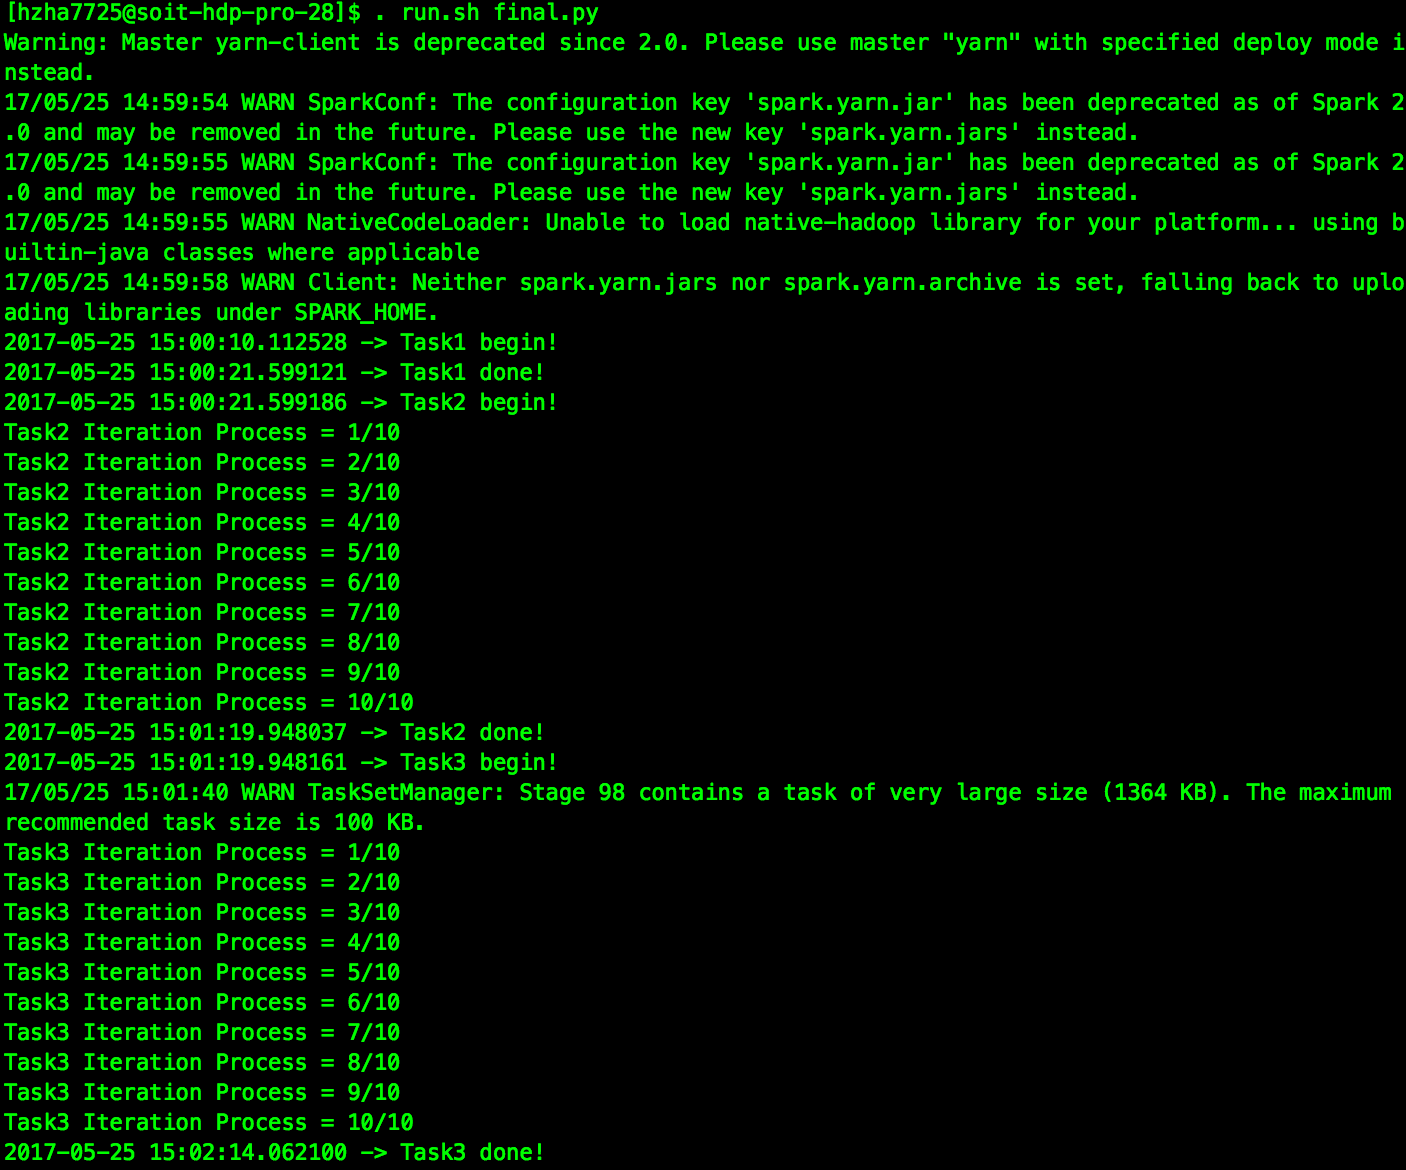 [hzha7725@soit-hdp-pro-28]$ . run.sh final.py
Warning: Master yarn-client is deprecated since 2.0. Please use master "yarn" with specified deploy mode i
nstead.
17/05/25 14:59:54 WARN SparkConf: The configuration key 'spark.yarn.jar' has been deprecated as of Spark 2
.0 and may be removed in the future. Please use the new key 'spark.yarn.jars' instead.
17/05/25 14:59:55 WARN SparkConf: The configuration key 'spark.yarn.jar' has been deprecated as of Spark 2
.0 and may be removed in the future. Please use the new key 'spark.yarn.jars' instead.
17/05/25 14:59:55 WARN NativeCodeLoader: Unable to load native-hadoop library for your platform... using b
uiltin-java classes where applicable
17/05/25 14:59:58 WARN Client: Neither spark.yarn.jars nor spark.yarn.archive is set, falling back to uplo
ading libraries under SPARK_HOME.
2017-05-25 15:00:10.112528 -> Task1 begin!
2017-05-25 15:00:21.599121 -> Task1 done!
2017-05-25 15:00:21.599186 -> Task2 begin!
Task2 Iteration Process = 1/10
Task2 Iteration Process = 2/10
Task2 Iteration Process = 3/10
Task2 Iteration Process = 4/10
Task2 Iteration Process = 5/10
Task2 Iteration Process = 6/10
Task2 Iteration Process = 7/10
Task2 Iteration Process = 8/10
Task2 Iteration Process = 9/10
Task2 Iteration Process = 10/10
2017-05-25 15:01:19.948037 -> Task2 done!
2017-05-25 15:01:19.948161 -> Task3 begin!
17/05/25 15:01:40 WARN TaskSetManager: Stage 98 contains a task of very large size (1364 KB). The maximum
recommended task size is 100 KB.
Task3 Iteration Process = 1/10
Task3 Iteration Process = 2/10
Task3 Iteration Process = 3/10
Task3 Iteration Process = 4/10
Task3 Iteration Process = 5/10
Task3 Iteration Process = 6/10
Task3 Iteration Process = 7/10
Task3 Iteration Process = 8/10
Task3 Iteration Process = 9/10
Task3 Iteration Process = 10/10
2017-05-25 15:02:14.062100 -> Task3 done!